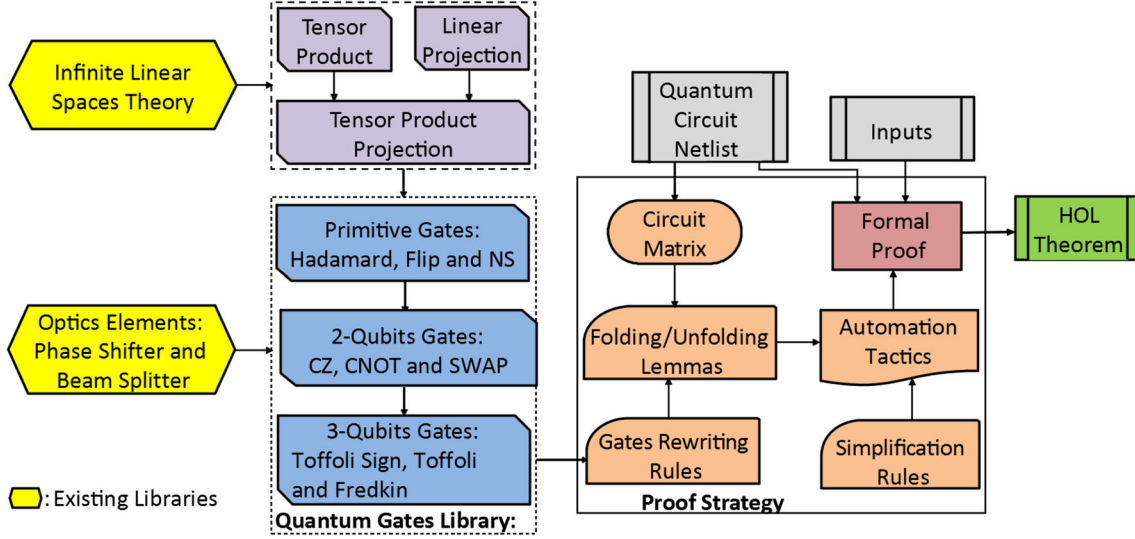 Tensor
Product
Linear
Projection
Infinite Linear
Spaces Theory
Tensor Product
Projection
Quantum
Circuit
Netlist
Inputs
Primitive Gates:
Hadamard, Flip and NS
Circuit
Matrix
Formal
Proof
HOL
Theorem
Optics Elements:
Phase Shifter and
Beam Splitter
2-Qubits Gates:
CZ, CNOT and SWAP
Folding/Unfolding
Lemmas
Automation
Tactics
3-Qubits Gates:
Toffoli Sign, Toffoli
and Fredkin
Gates Rewriting
Rules
Simplification
Rules
: Existing Libraries
Quantum Gates Library:
Proof Strategy